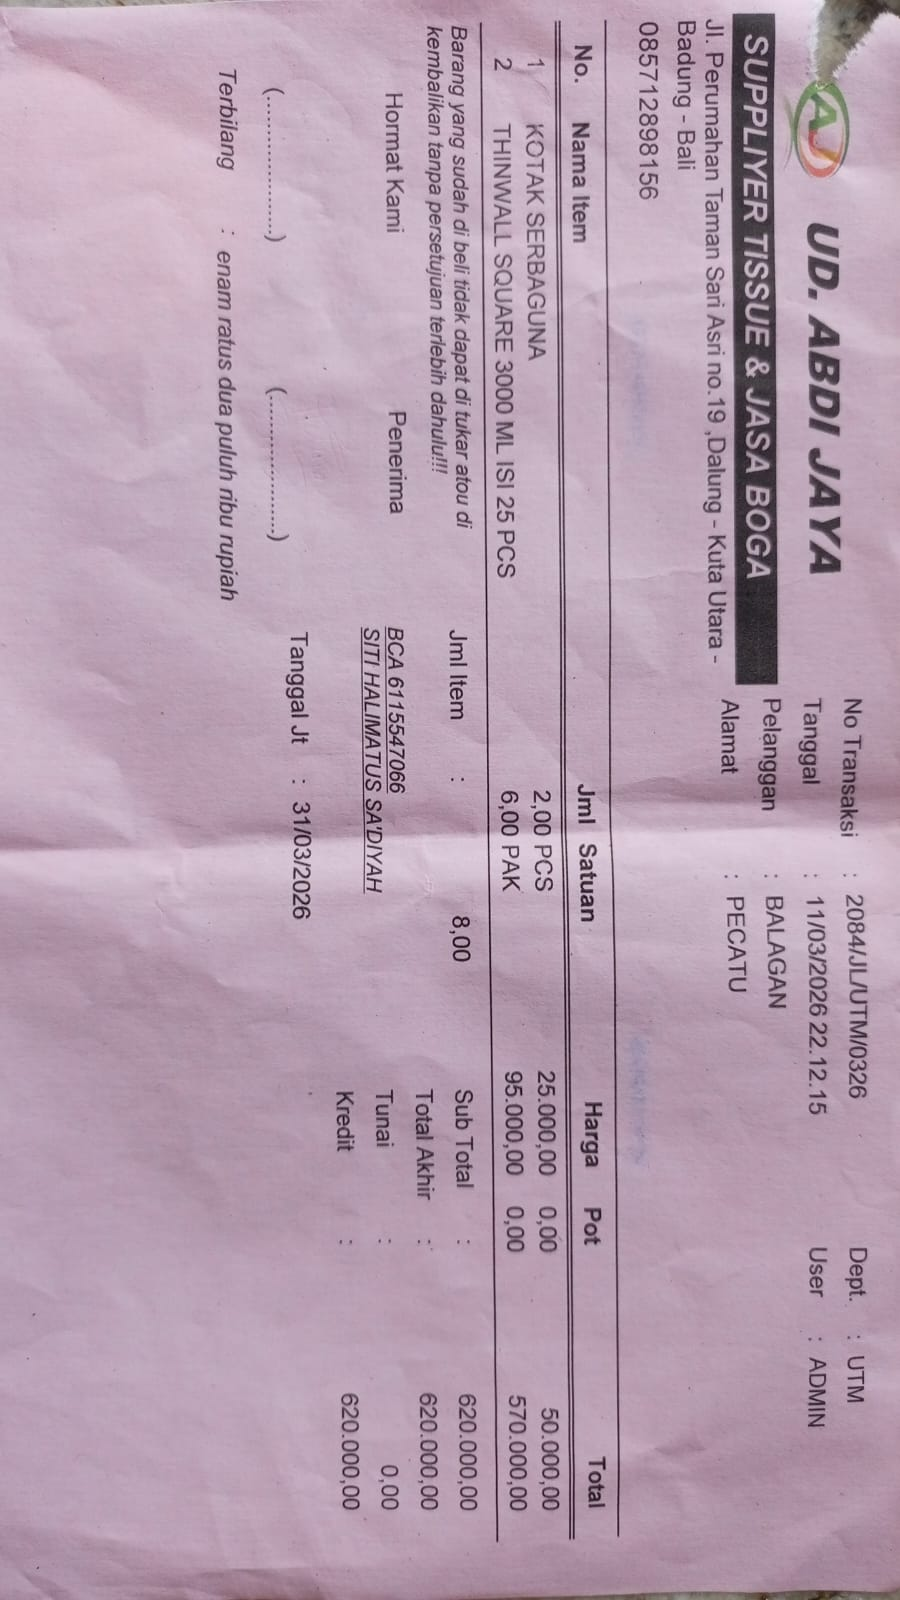 AJ UD. ABDI JAYA
SUPPLIYER TISSUE & JASA BOGA
Jl. Perumahan Taman Sari Asri no.19 ,Dalung - Kuta Utara -
Badung - Bali
085712898156
No Transaksi : 2084/JL/UTM/0326 Dept. : UTM
Tanggal : 11/03/2026 22.12.15 User : ADMIN
Pelanggan : BALAGAN
Alamat : PECATU
No. Nama Item Jml Satuan Harga Pot Total
1 KOTAK SERBAGUNA 2,00 PCS 25.000,00 0,00 50.000,00
2 THINWALL SQUARE 3000 ML ISI 25 PCS 6,00 PAK 95.000,00 0,00 570.000,00
Barang yang sudah di beli tidak dapat di tukar atou di
kembalikan tanpa persetujuan terlebih dahulu!!!
Jml Item : 8,00
Sub Total : 620.000,00
Total Akhir : 620.000,00
Tunai : 0,00
Kredit : 620.000,00
Hormat Kami Penerima
BCA 6115547066
SITI HALIMATUS SA'DIYAH
(................) (................)
Tanggal Jt : 31/03/2026
Terbilang : enam ratus dua puluh ribu rupiah